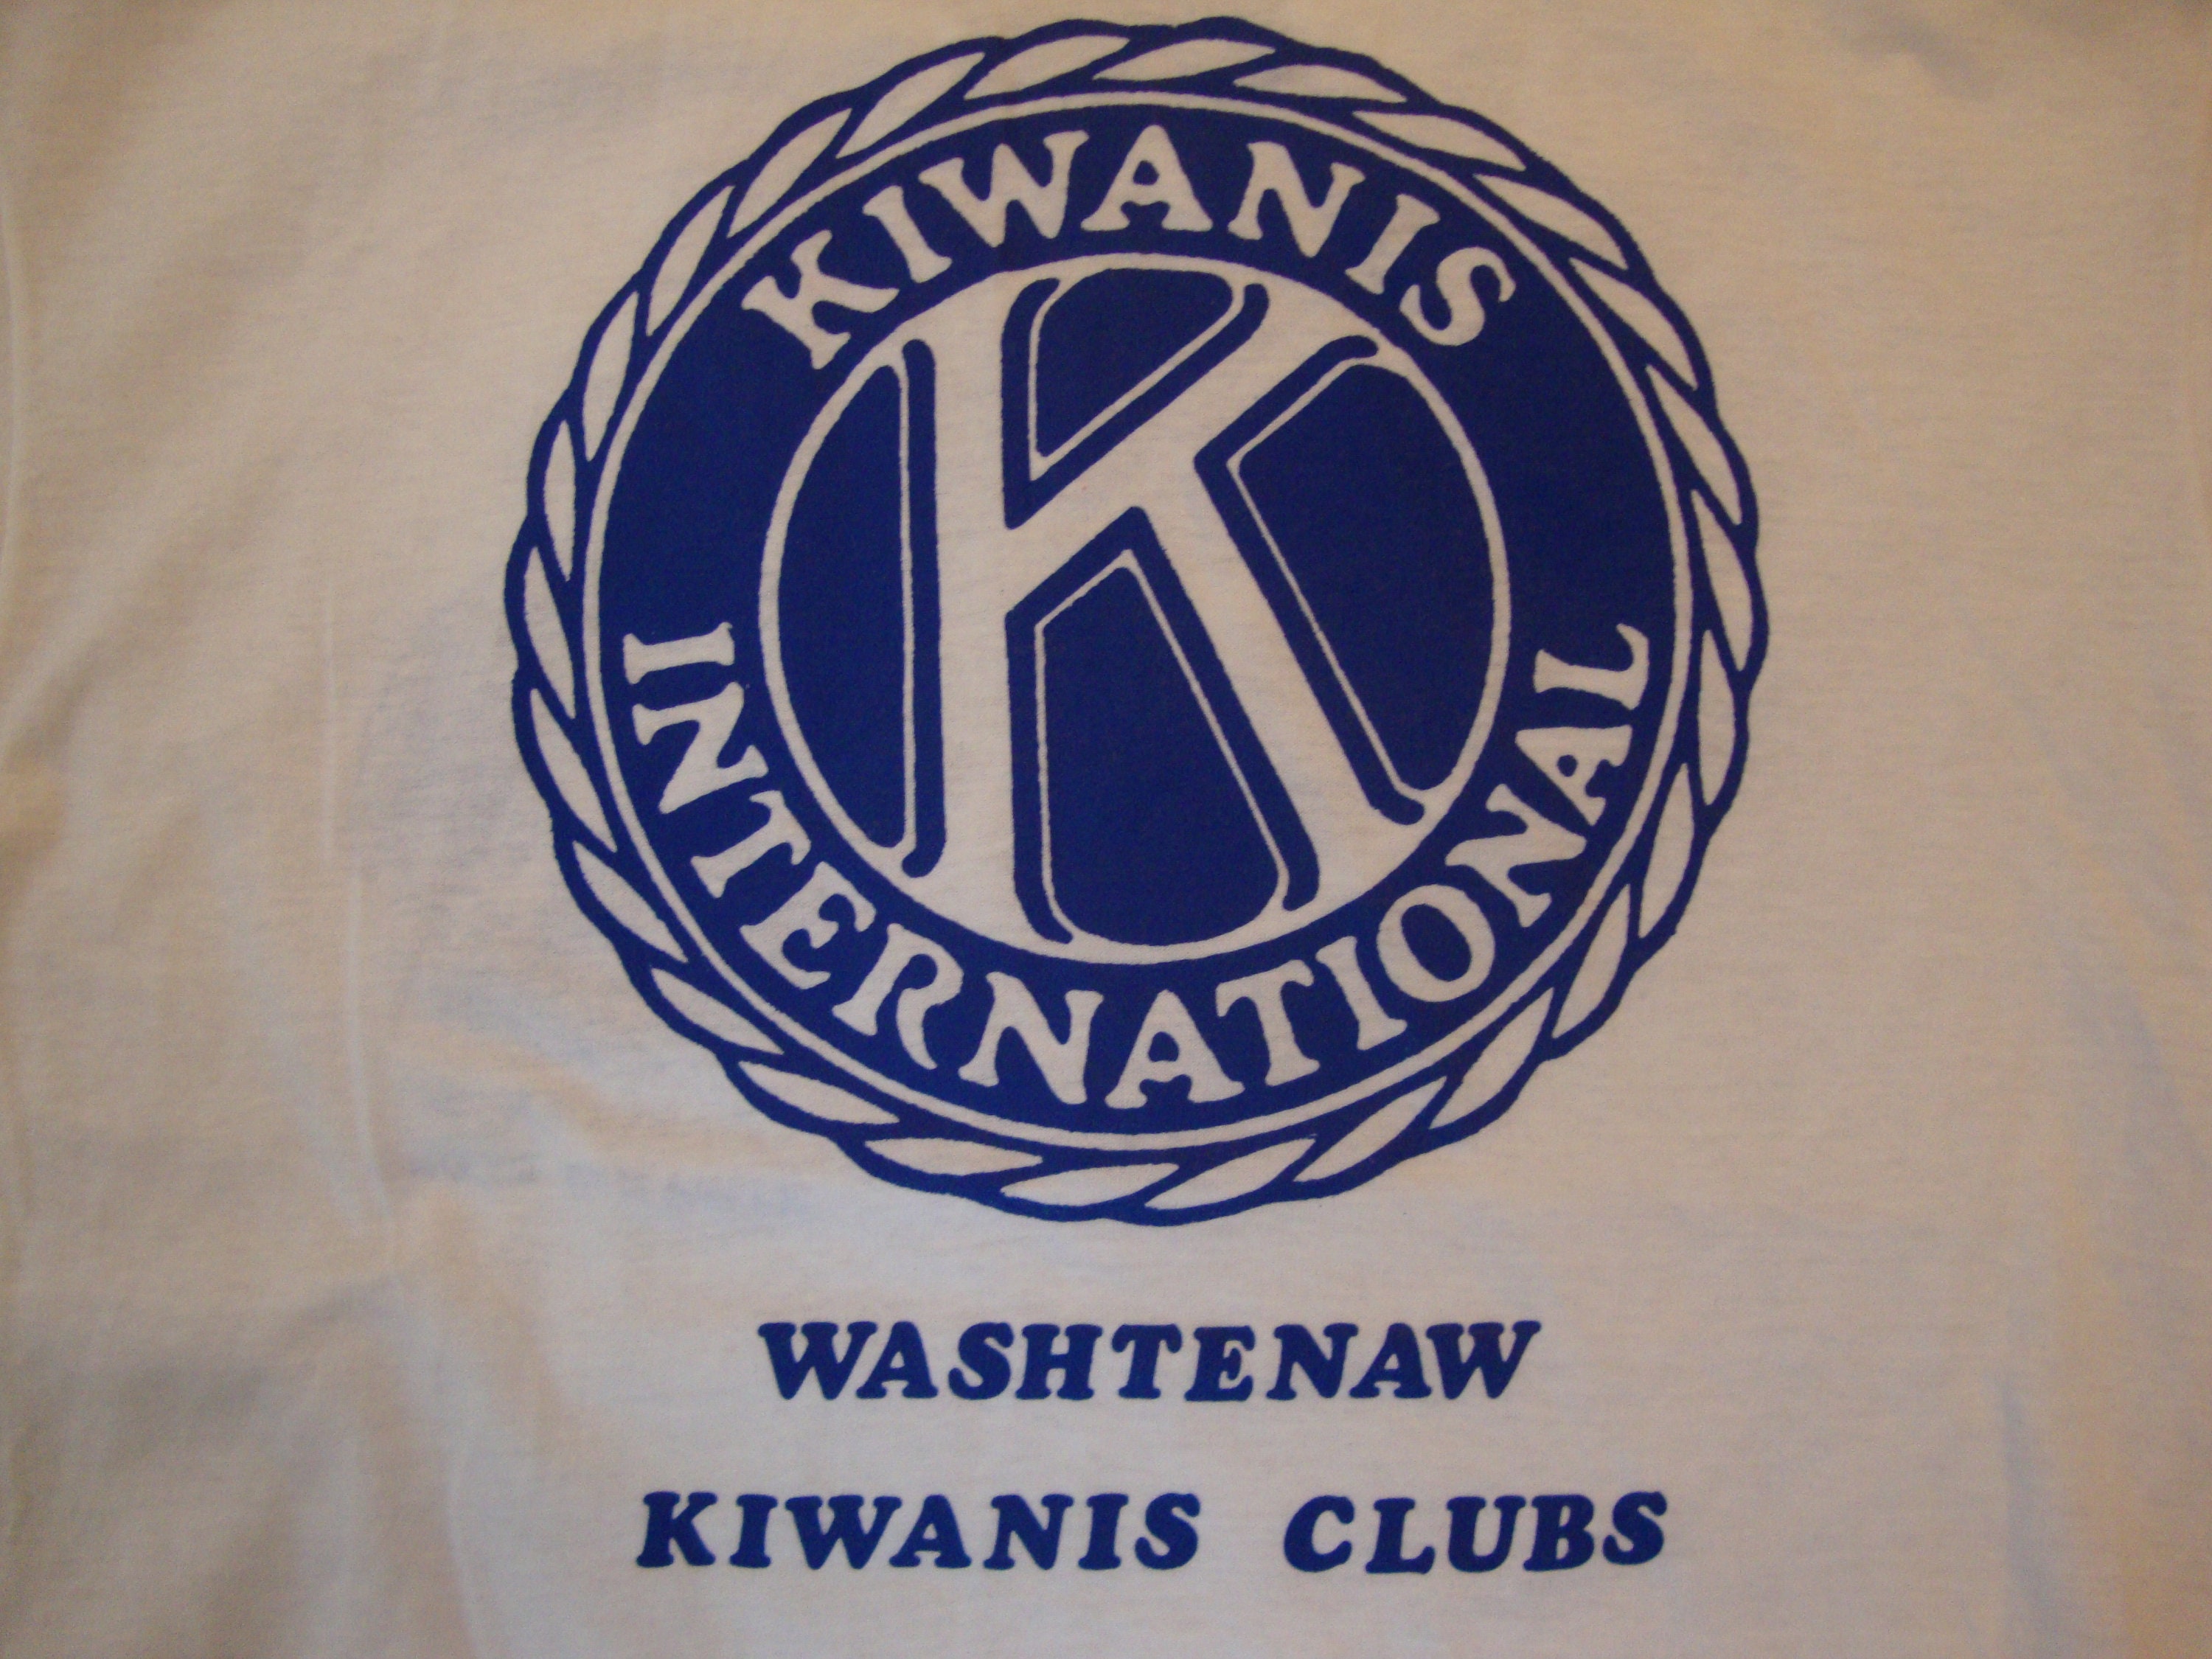 KIWANIS
K
INTERNATIONAL
WASHTENAW
KIWANIS CLUBS